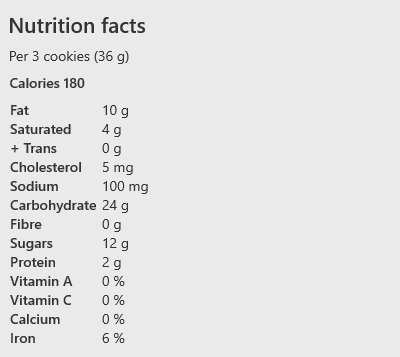 Nutrition facts
Per 3 cookies (36 g)
Calories 180
Fat 10 g
Saturated 4 g
+ Trans 0 g
Cholesterol 5 mg
Sodium 100 mg
Carbohydrate 24 g
Fibre 0 g
Sugars 12 g
Protein 2 g
Vitamin A 0 %
Vitamin C 0 %
Calcium 0 %
Iron 6 %